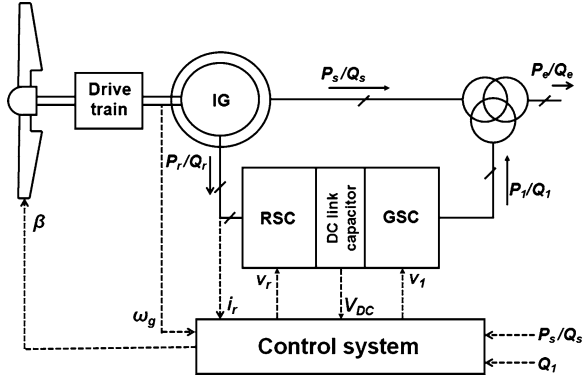 Drive
train
IG
Ps/Qs
Pe/Qe
Pr/Qr
P1/Q1
RSC
DC link
capacitor
GSC
β
vr
v1
ωg
ir
VDC
Control system
Ps/Qs
Q1